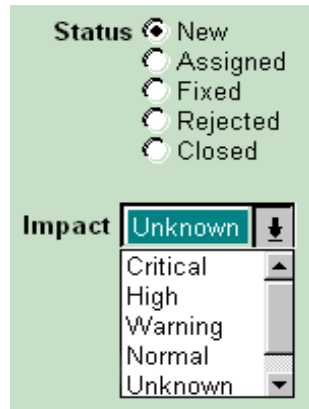 Status New
Assigned
Fixed
Rejected
Closed
Impact Unknown
Critical
High
Warning
Normal
Unknown